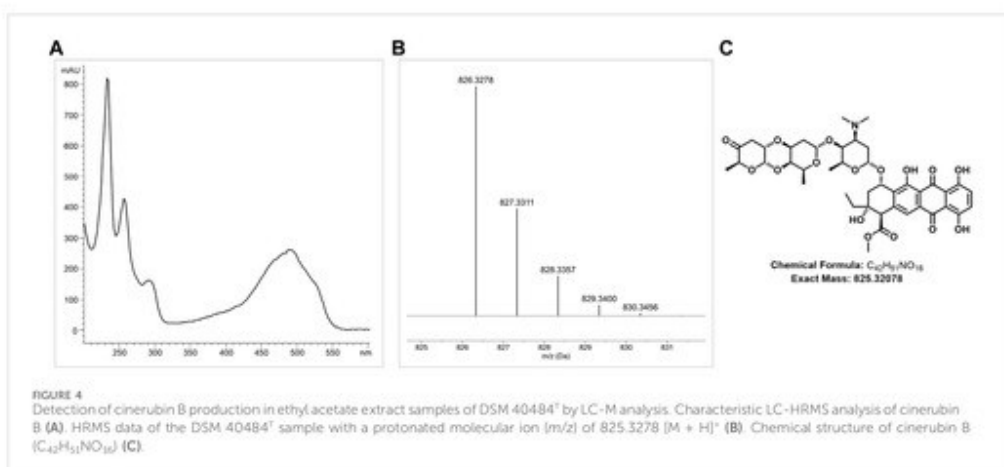 A
B
C
mAU
800
700
600
500
400
300
200
100
0
250
300
350
400
450
500
550
nm
826.3278
827.3311
828.3357
829.3400
830.3456
825
826
827
828
829
830
831
m/z (Da)
O
O
O
O
O
O
N
O
O
OH
O
OH
HO
O
O
O
OH
Chemical Formula: C₄₂H₅₁NO₁₆
Exact Mass: 825.32078
FIGURE 4
Detection of cinerubin B production in ethyl acetate extract samples of DSM 40484ᵀ by LC-M analysis. Characteristic LC-HRMS analysis of cinerubin
B (A). HRMS data of the DSM 40484ᵀ sample with a protonated molecular ion (m/z) of 825.3278 [M + H]⁺ (B). Chemical structure of cinerubin B
(C₄₂H₅₁NO₁₆) (C).